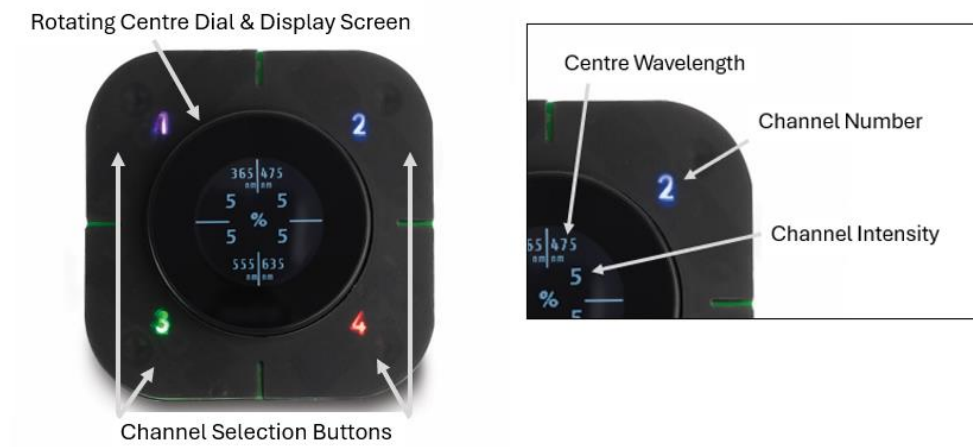 Rotating Centre Dial & Display Screen
1
2
365 475
nm nm
5 5
%
5 5
555 635
nm nm
3
4
Channel Selection Buttons
Centre Wavelength
Channel Number
2
65 475
nm nm
5
%
Channel Intensity